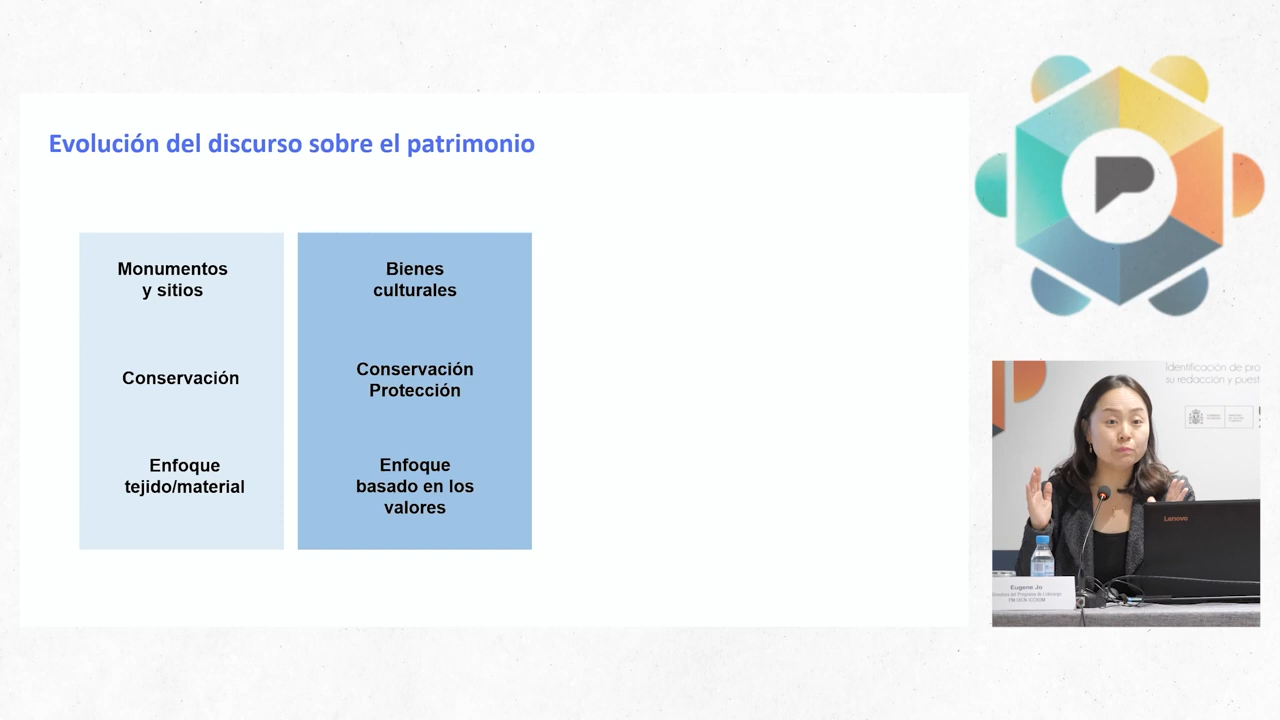 Evolución del discurso sobre el patrimonio
Monumentos
y sitios
Conservación
Enfoque
tejido/material
Bienes
culturales
Conservación
Protección
Enfoque
basado en los
valores
Identificación de pro
su redacción y puest
Lenovo
Eugene Jo